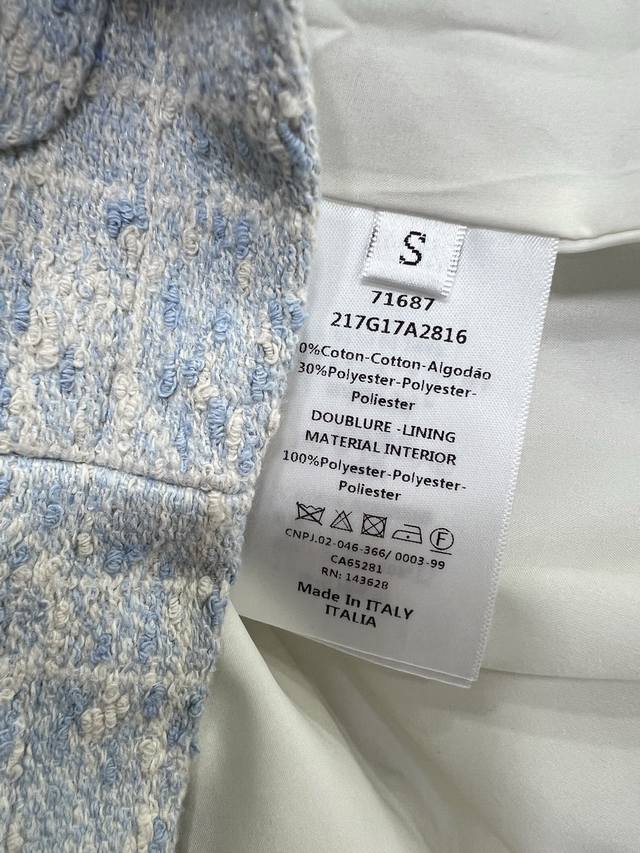 S
71687
217G17A2816
0%Coton-Cotton-Algodão
30%Polyester-Polyester-
Poliester
DOUBLURE -LINING
MATERIAL INTERIOR
100%Polyester-Polyester-
Poliester
F
CNPJ.02-046-366/ 0003-99
CA65281
RN: 143628
Made In ITALY
ITALIA